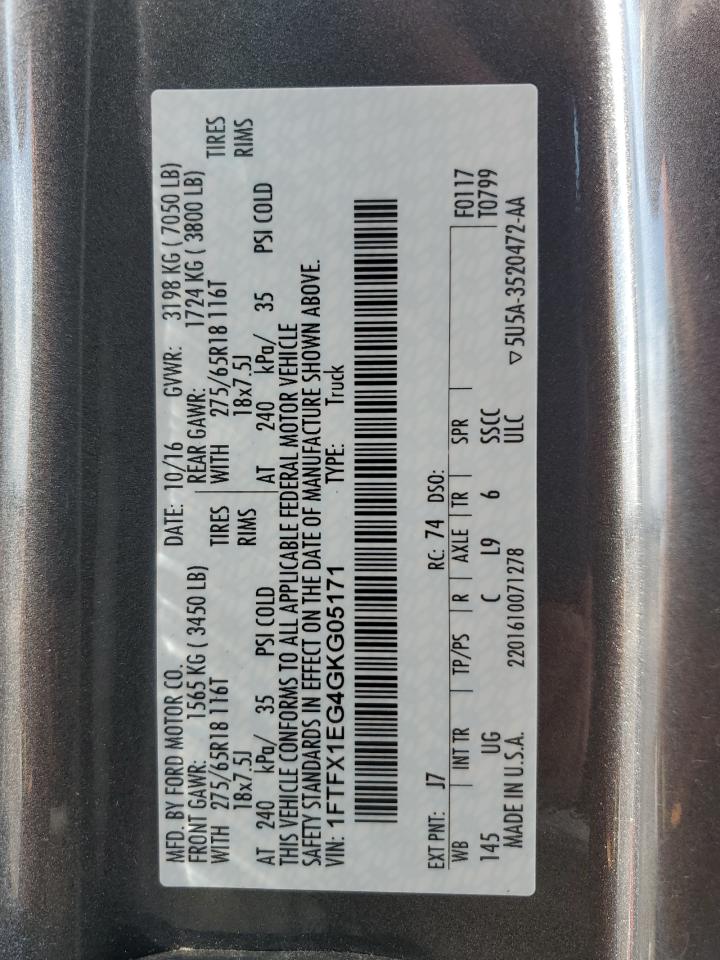 MFD. BY FORD MOTOR CO. DATE: 10/16 GVWR: 3198 KG ( 7050 LB)
FRONT GAWR: 1565 KG ( 3450 LB) REAR GAWR: 1724 KG ( 3800 LB)
WITH 275/65R18 116T TIRES WITH 275/65R18 116T TIRES
18x7.5J RIMS 18x7.5J RIMS
AT 240 kPa/ 35 PSI COLD AT 240 kPa/ 35 PSI COLD
THIS VEHICLE CONFORMS TO ALL APPLICABLE FEDERAL MOTOR VEHICLE
SAFETY STANDARDS IN EFFECT ON THE DATE OF MANUFACTURE SHOWN ABOVE.
VIN: 1FTFX1EG4GKG05171 TYPE: Truck
EXT PNT: J7 RC: 74 DSO: F0117
WB INT TR TP/PS R AXLE TR SPR T0799
145 UG C L9 6 SSCC
MADE IN U.S.A. 2201610071278 ULC ▽5U5A-3520472-AA